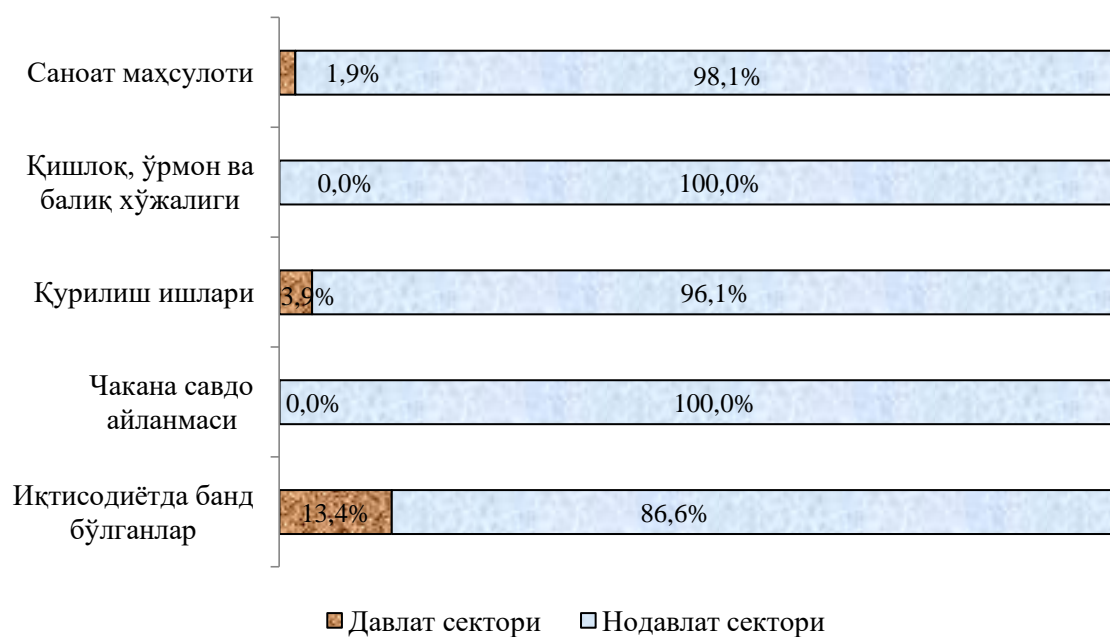 Саноат маҳсулоти
1,9%
98,1%
Қишлоқ, ўрмон ва
балиқ хўжалиги
0,0%
100,0%
Қурилиш ишлари
3,9%
96,1%
Чакана савдо
айланмаси
0,0%
100,0%
Иқтисодиётда банд
бўлганлар
13,4%
86,6%
Давлат сектори
Нодавлат сектори